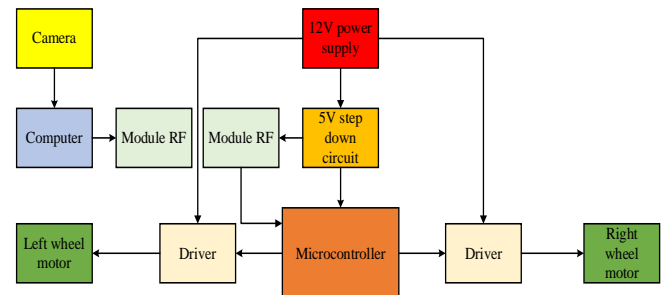 Camera
12V power
supply
Computer
Module RF
Module RF
5V step
down
circuit
Left wheel
motor
Driver
Microcontroller
Driver
Right
wheel
motor